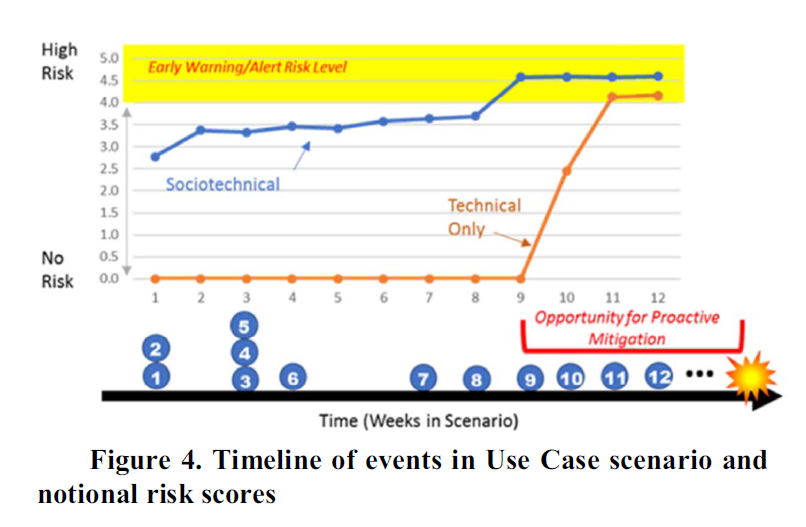 High
Risk
5.0
Early Warning/Alert Risk Level
4.5
4.0
3.5
3.0
2.5
Sociotechnical
2.0
Technical
Only
1.5
1.0
No
Risk
0.5
0.0
1 2 3 4 5 6 7 8 9 10 11 12
Opportunity for Proactive
Mitigation
5
2 4
1 3 6 7 8 9 10 11 12 •••
Time (Weeks in Scenario)
Figure 4. Timeline of events in Use Case scenario and
notional risk scores